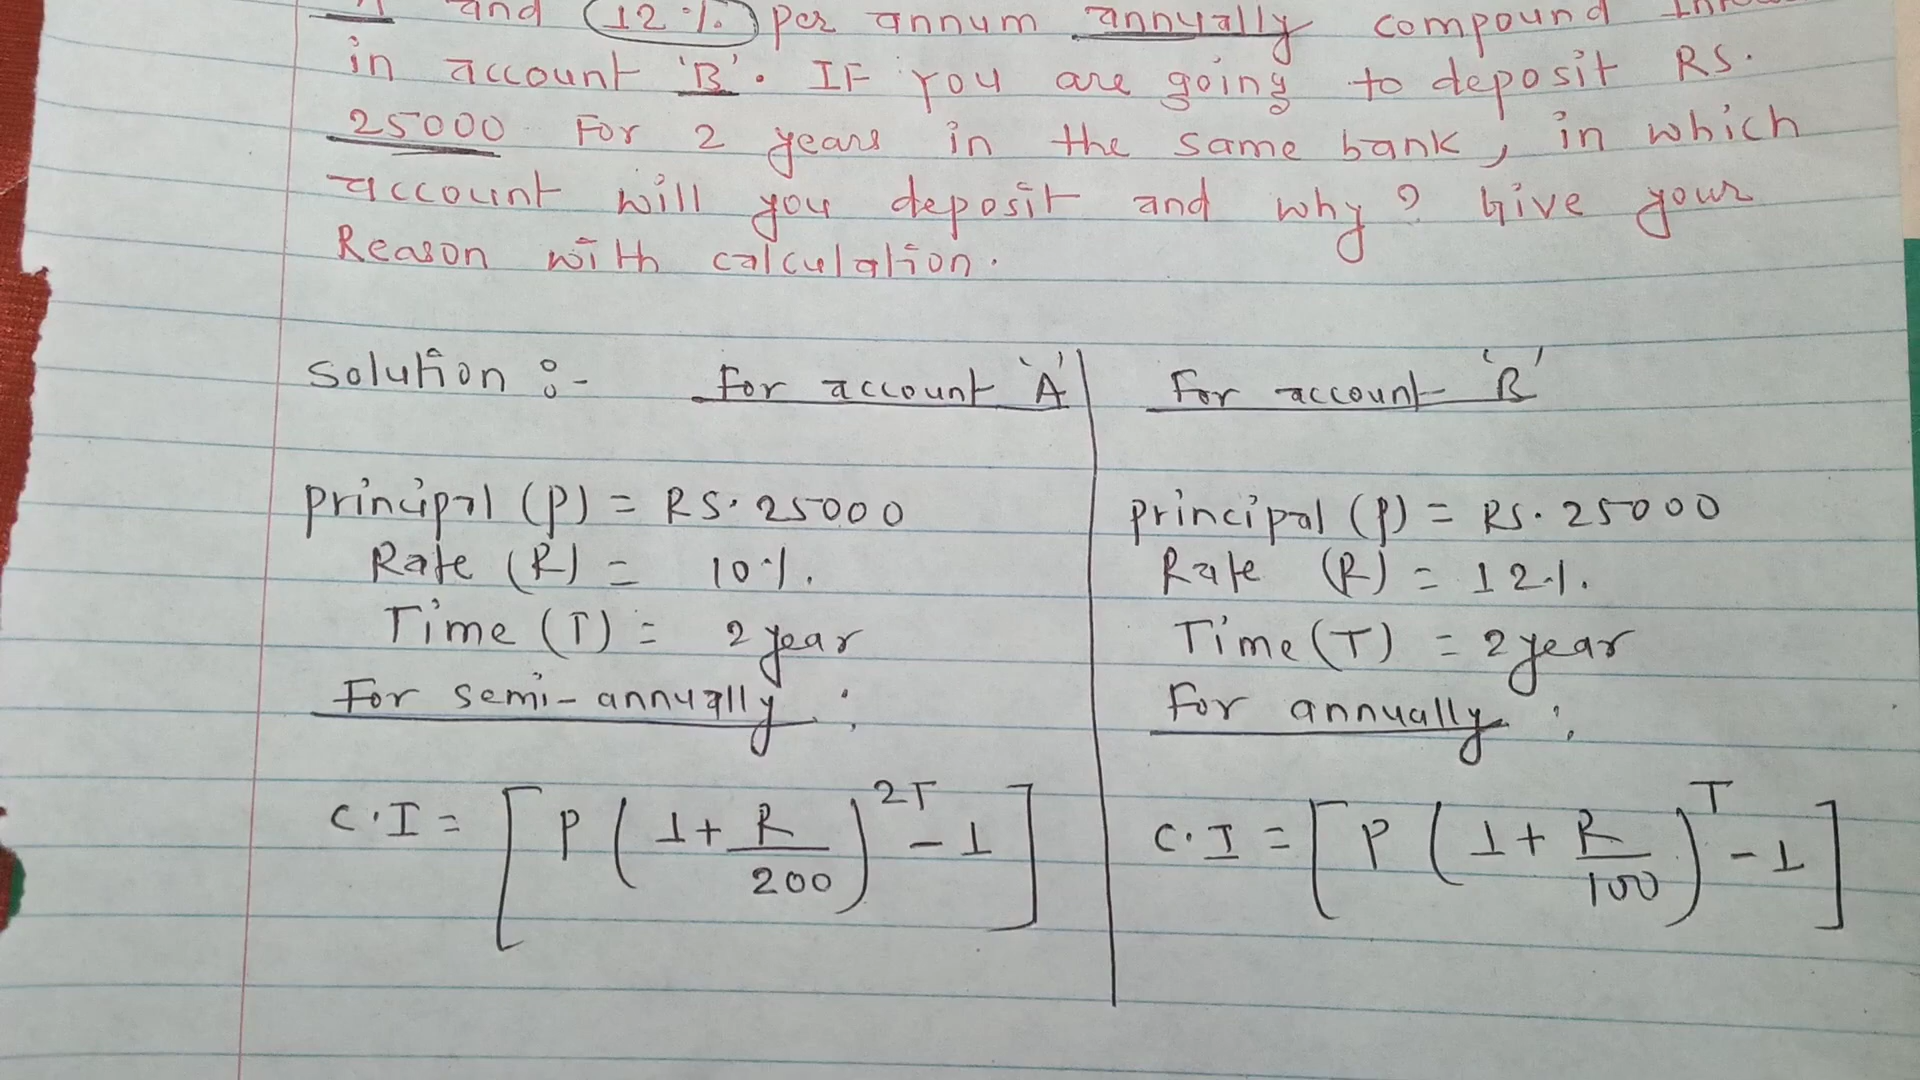 and 12% per annum annually compound
in account 'B'. IF you are going to deposit RS.
25000 For 2 years in the same bank, in which
account will you deposit and why? Give your
Reason with calculation.
Solution :- For account 'A'
For account 'B'
principal (P) = RS. 25000
Rate (R) = 10%.
Time (T) = 2 year
For semi-annually :
C.I = [P(1+R/200)^2T -1]
principal (P) = RS. 25000
Rate (R) = 12%.
Time (T) = 2 year
For annually :
C.I = [P(1+R/100)^T -1]